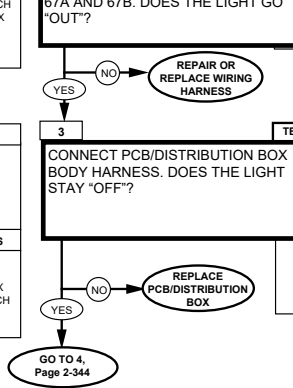 CH
X
67A AND 67B. DOES THE LIGHT GO
“OUT”?
NO
REPAIR OR
REPLACE WIRING
HARNESS
YES
3
TE
CONNECT PCB/DISTRIBUTION BOX
BODY HARNESS. DOES THE LIGHT
STAY “OFF”?
S
X
CH
NO
REPLACE
PCB/DISTRIBUTION
BOX
YES
GO TO 4,
Page 2-344